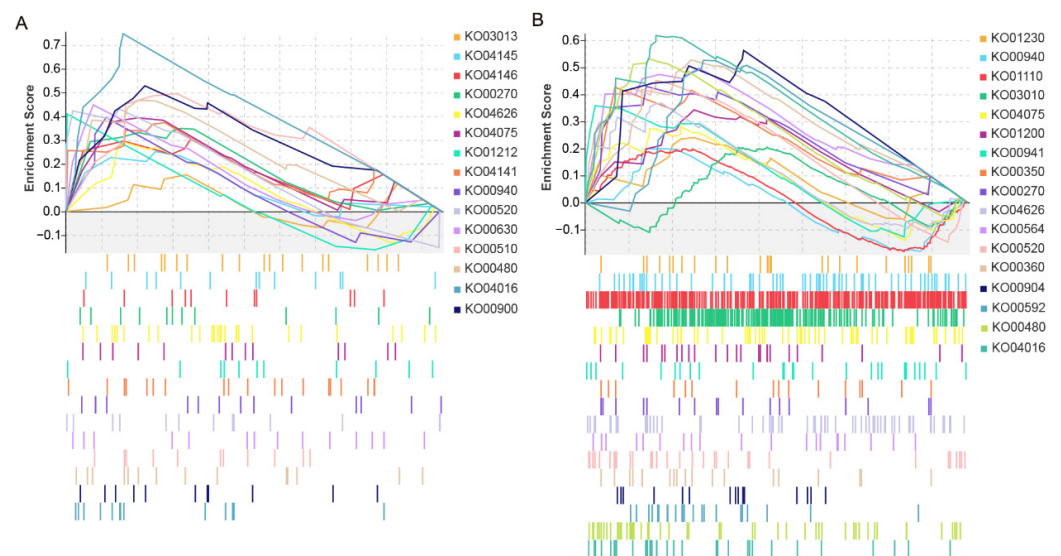 A
Enrichment Score
0.7
0.6
0.5
0.4
0.3
0.2
0.1
0.0
−0.1
KO03013
KO04145
KO04146
KO00270
KO04626
KO04075
KO01212
KO04141
KO00940
KO00520
KO00630
KO00510
KO00480
KO04016
KO00900
B
Enrichment Score
0.6
0.5
0.4
0.3
0.2
0.1
0.0
−0.1
KO01230
KO00940
KO01110
KO03010
KO04075
KO01200
KO00941
KO00350
KO00270
KO04626
KO00564
KO00520
KO00360
KO00904
KO00592
KO00480
KO04016